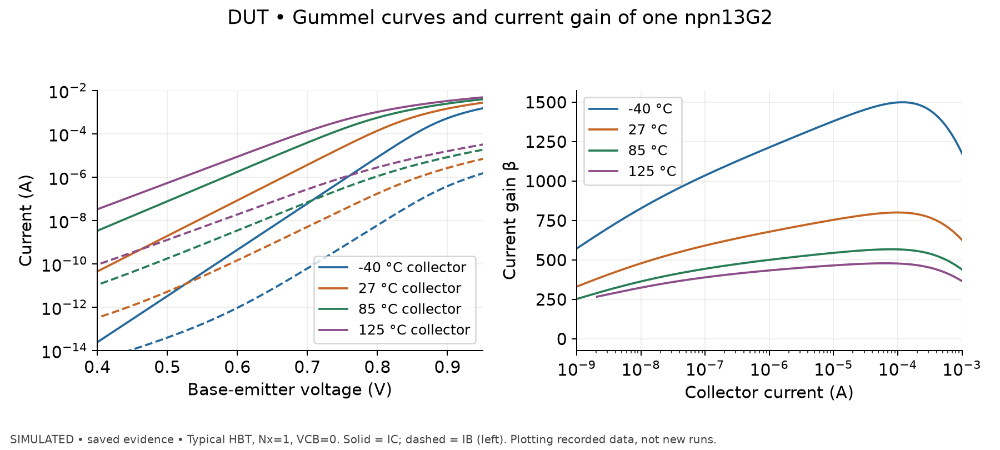 DUT • Gummel curves and current gain of one npn13G2
Current (A)
10⁻²
10⁻⁴
10⁻⁶
10⁻⁸
10⁻¹⁰
10⁻¹²
10⁻¹⁴
0.4 0.5 0.6 0.7 0.8 0.9
Base-emitter voltage (V)
-40 °C collector
27 °C collector
85 °C collector
125 °C collector
Current gain β
1500
1250
1000
750
500
250
0
10⁻⁹ 10⁻⁸ 10⁻⁷ 10⁻⁶ 10⁻⁵ 10⁻⁴ 10⁻³
Collector current (A)
-40 °C
27 °C
85 °C
125 °C
SIMULATED • saved evidence • Typical HBT, Nx=1, VCB=0. Solid = IC; dashed = IB (left). Plotting recorded data, not new runs.